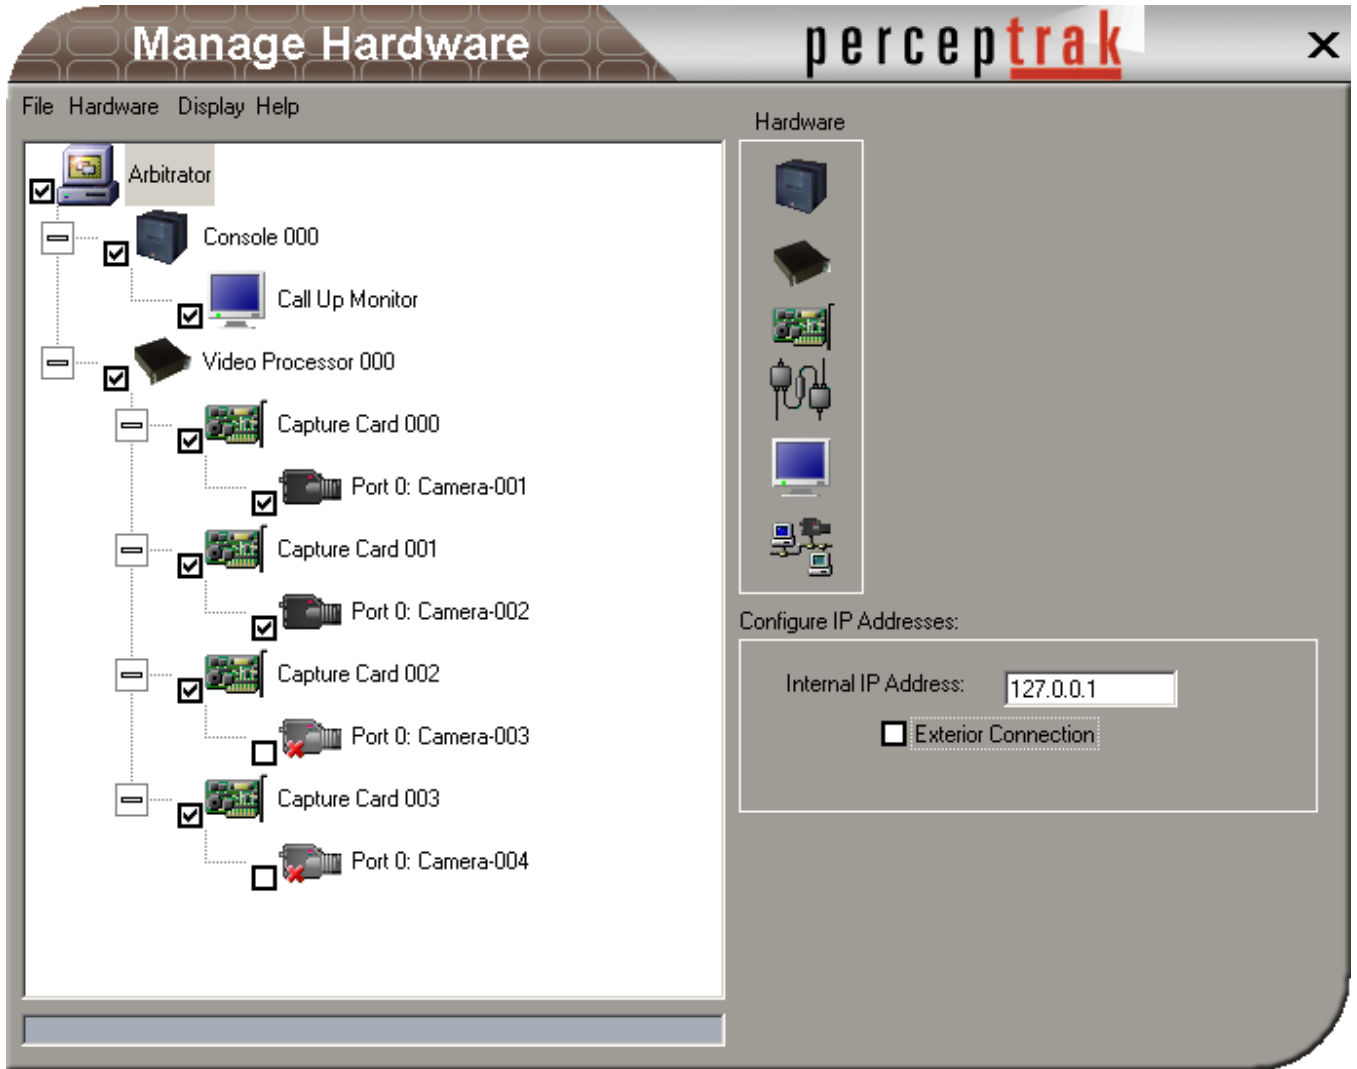 Manage Hardware
perceptrak
File Hardware Display Help
Hardware
Arbitrator
Console 000
Call Up Monitor
Video Processor 000
Capture Card 000
Port 0: Camera-001
Capture Card 001
Port 0: Camera-002
Capture Card 002
Port 0: Camera-003
Capture Card 003
Port 0: Camera-004
Configure IP Addresses:
Internal IP Address: 127.0.0.1
Exterior Connection